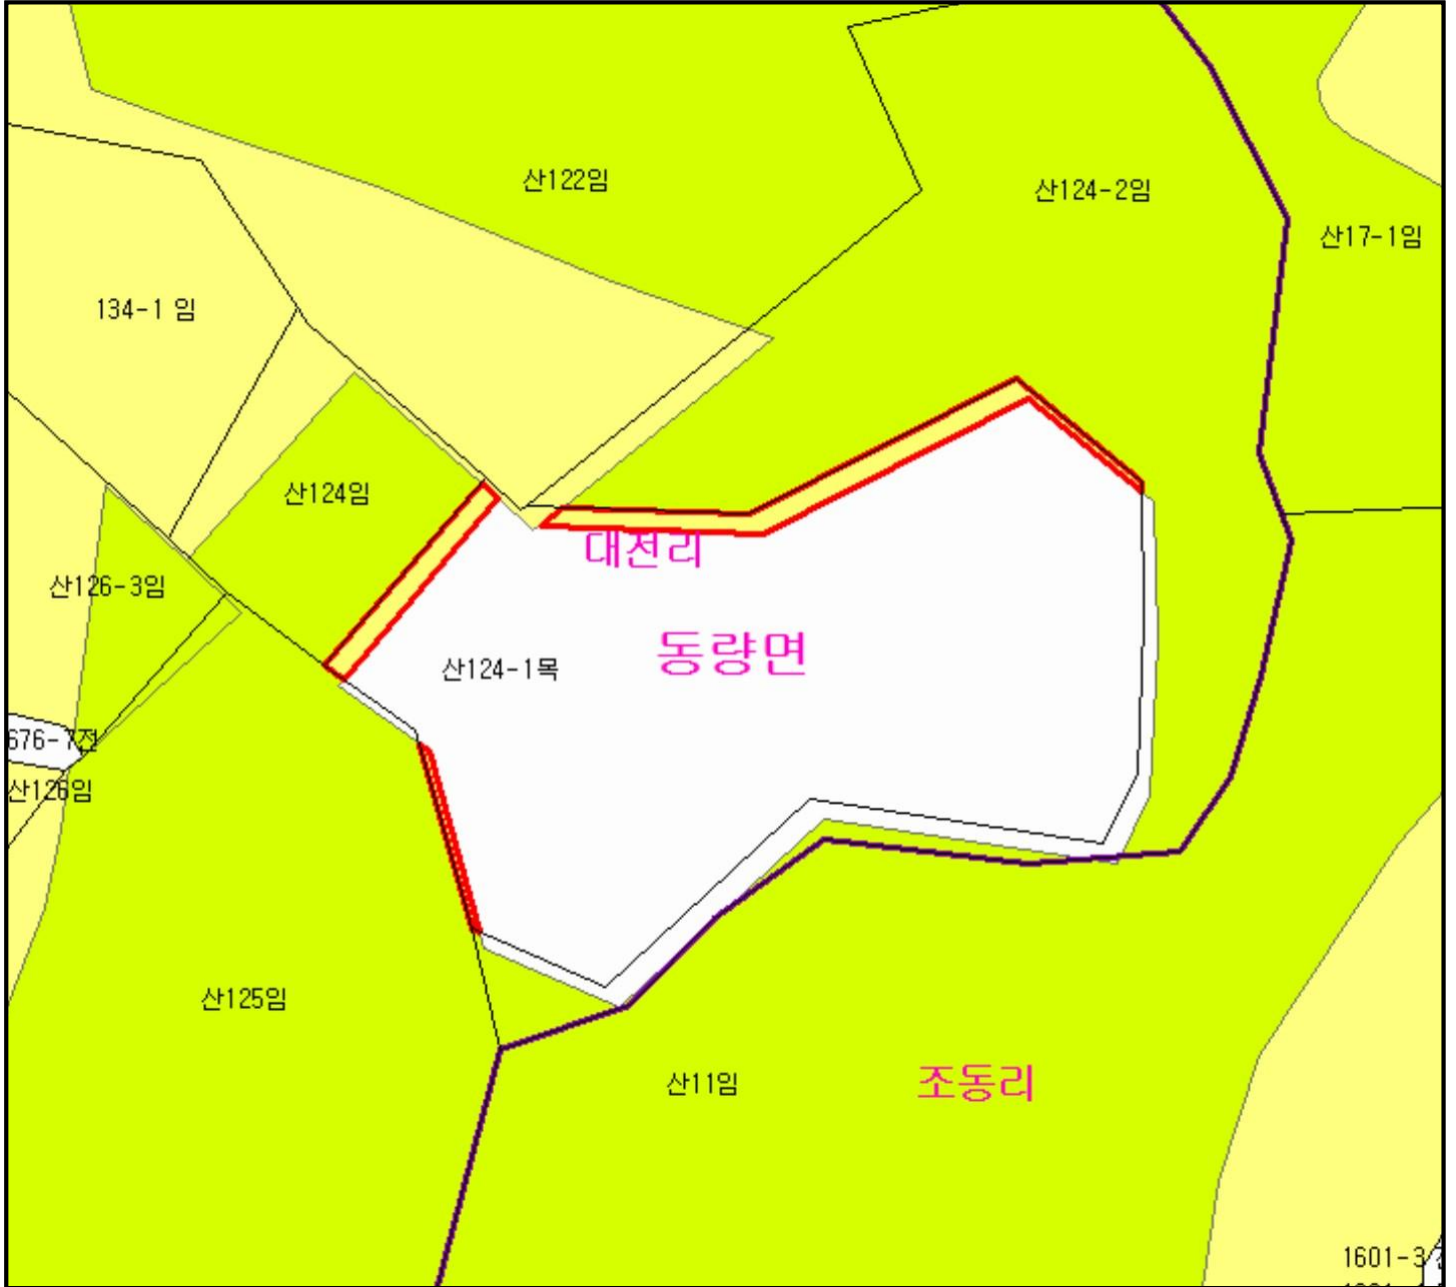 산122임
산124-2임
산17-1임
134-1 임
산124임
대전리
산126-3임
동량면
산124-1목
676-7전
산126임
산125임
산11임
조동리
1601-3